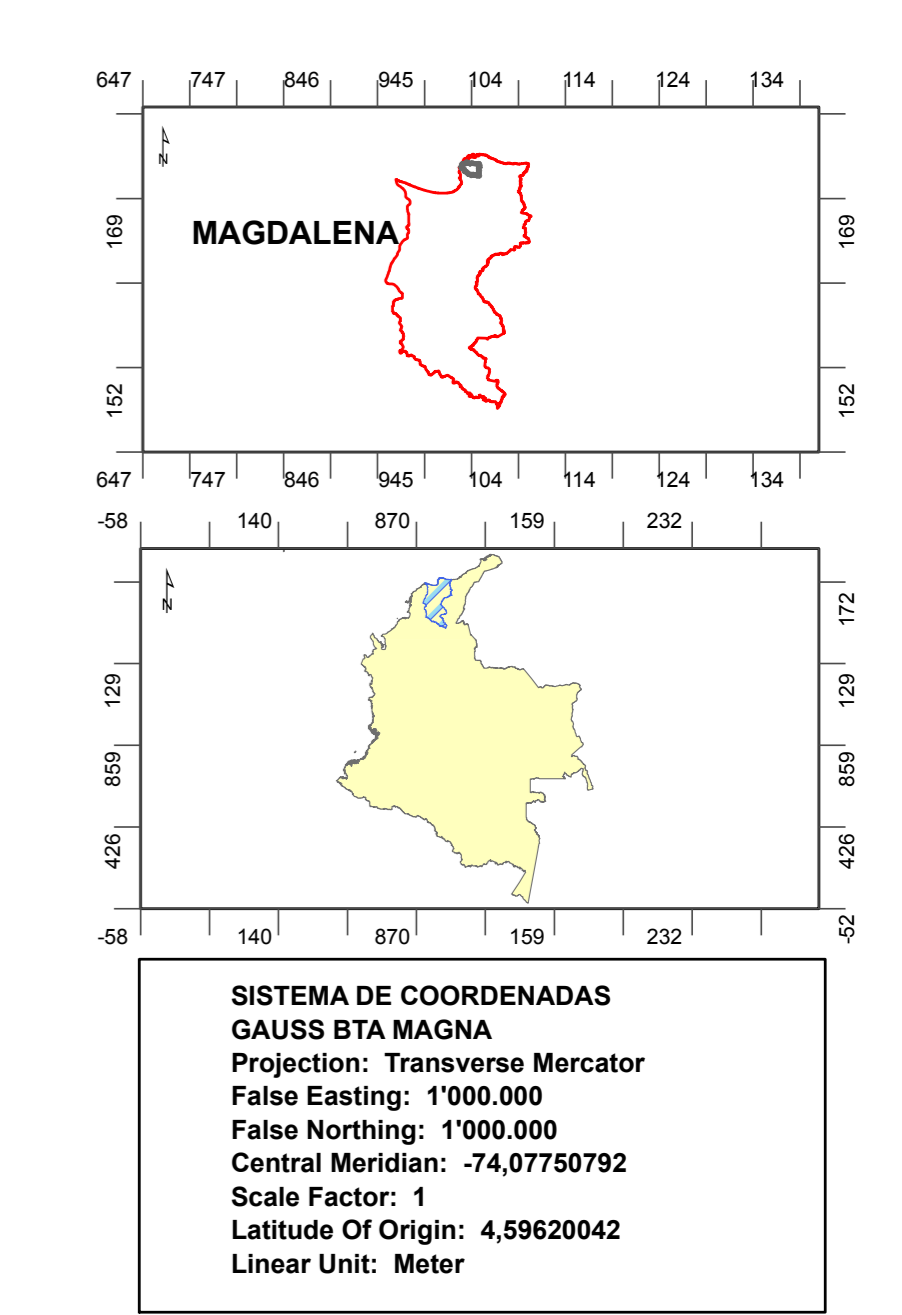 647 747 846 945 104 114 124 134
N
MAGDALENA
169 169
152 152
647 747 846 945 104 114 124 134
-58 140 870 159 232
N
172
129 129
859 859
426 426
-52
-58 140 870 159 232
SISTEMA DE COORDENADAS
GAUSS BTA MAGNA
Projection: Transverse Mercator
False Easting: 1'000.000
False Northing: 1'000.000
Central Meridian: -74,07750792
Scale Factor: 1
Latitude Of Origin: 4,59620042
Linear Unit: Meter